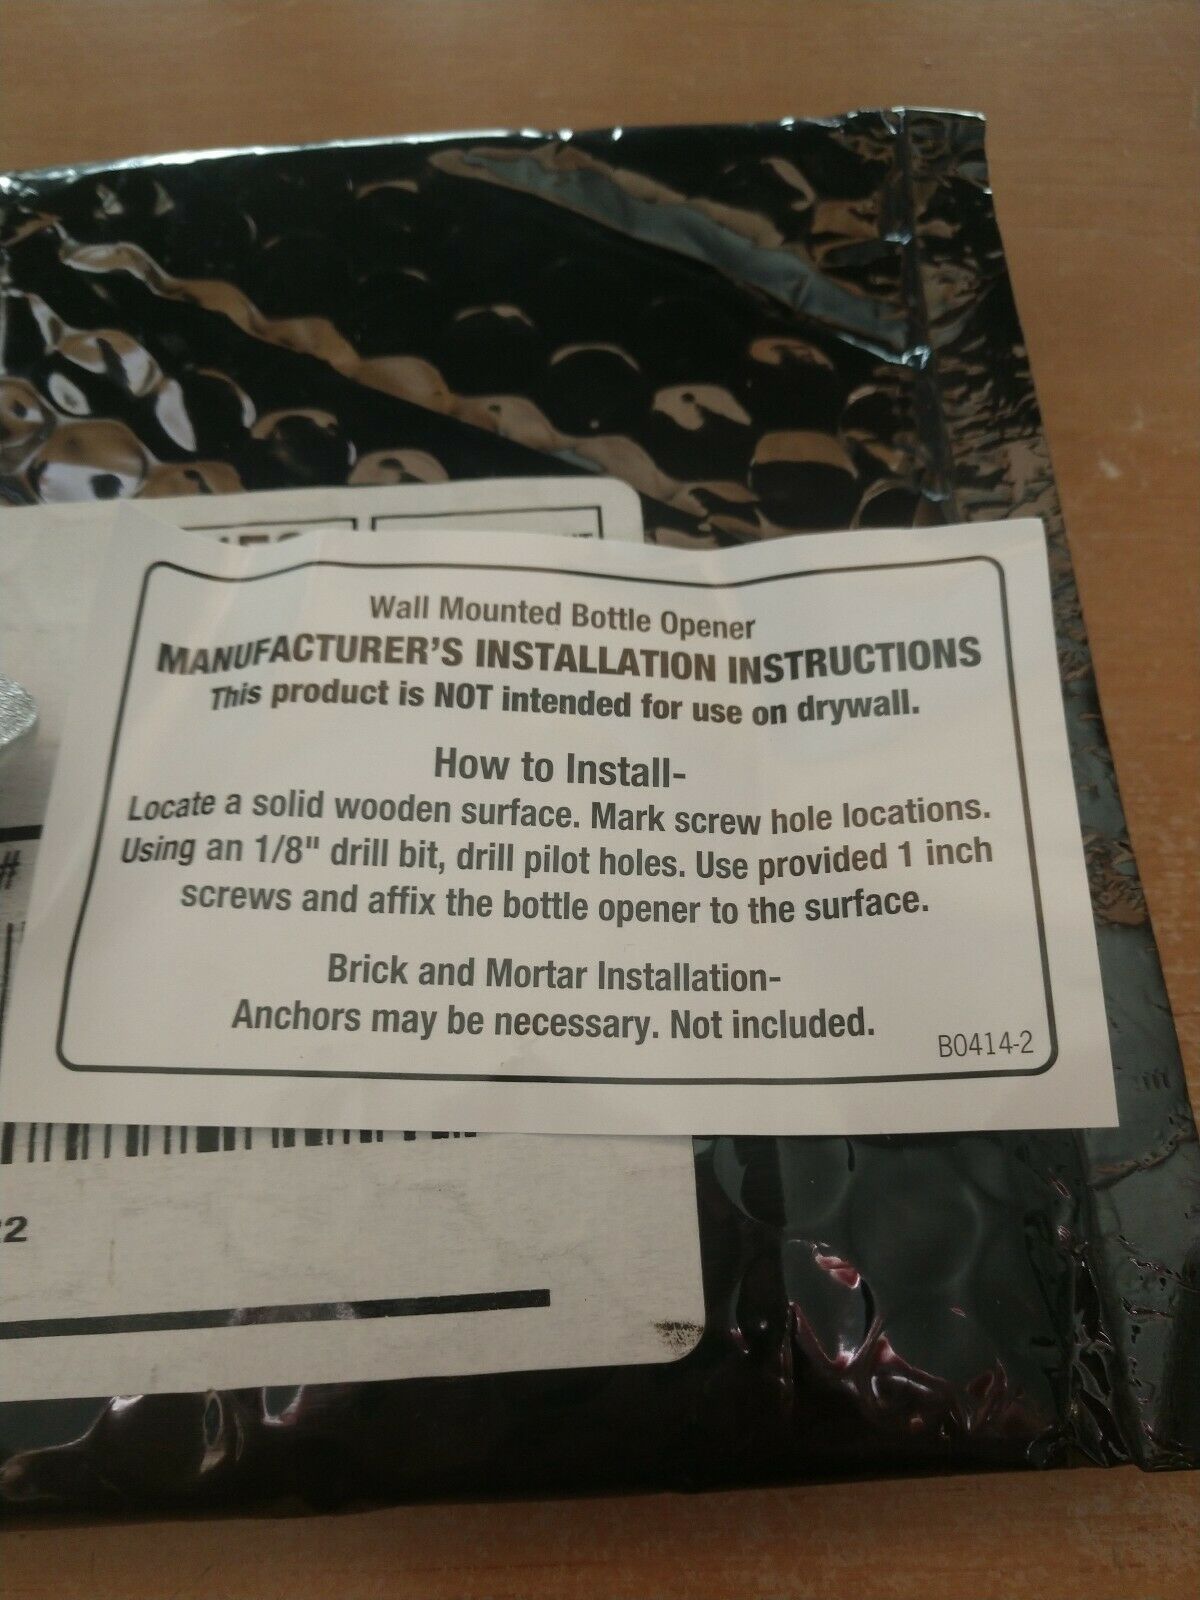 Wall Mounted Bottle Opener
MANUFACTURER'S INSTALLATION INSTRUCTIONS
This product is NOT intended for use on drywall.
How to Install-
Locate a solid wooden surface. Mark screw hole locations.
Using an 1/8" drill bit, drill pilot holes. Use provided 1 inch
screws and affix the bottle opener to the surface.
Brick and Mortar Installation-
Anchors may be necessary. Not included.
B0414-2
#